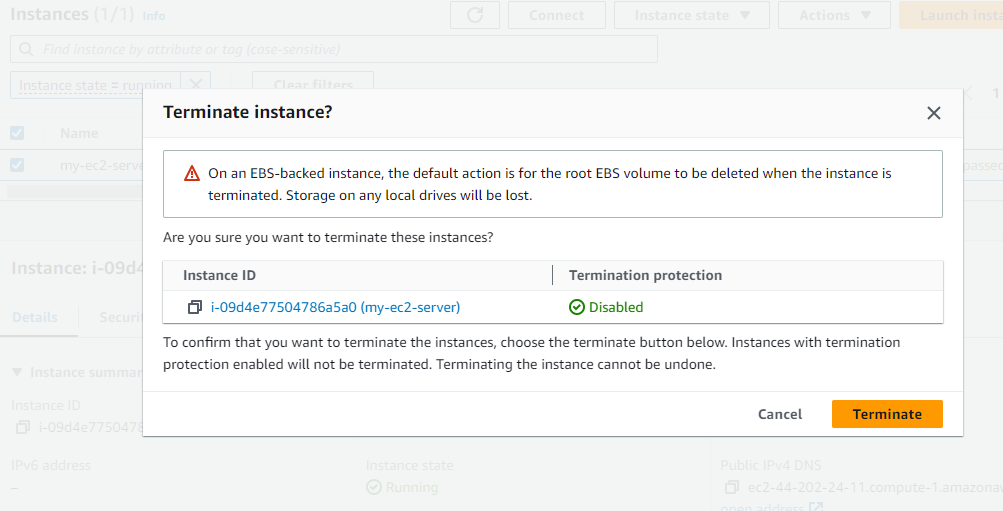 Instances (1/1) Info
Connect
Instance state
Actions
Launch insta
Find instance by attribute or tag (case-sensitive)
Instance state = running
Clear filters
1
Name
my-ec2-serve
passed
Terminate instance?
On an EBS-backed instance, the default action is for the root EBS volume to be deleted when the instance is
terminated. Storage on any local drives will be lost.
Are you sure you want to terminate these instances?
Instance ID
Termination protection
i-09d4e77504786a5a0 (my-ec2-server)
Disabled
To confirm that you want to terminate the instances, choose the terminate button below. Instances with termination
protection enabled will not be terminated. Terminating the instance cannot be undone.
Cancel
Terminate
Instance: i-09d4
Details
Securi
Instance summar
Instance ID
i-09d4e7750478
IPv6 address
–
Instance state
Running
Public IPv4 DNS
ec2-44-202-24-11.compute-1.amazonaw
open address